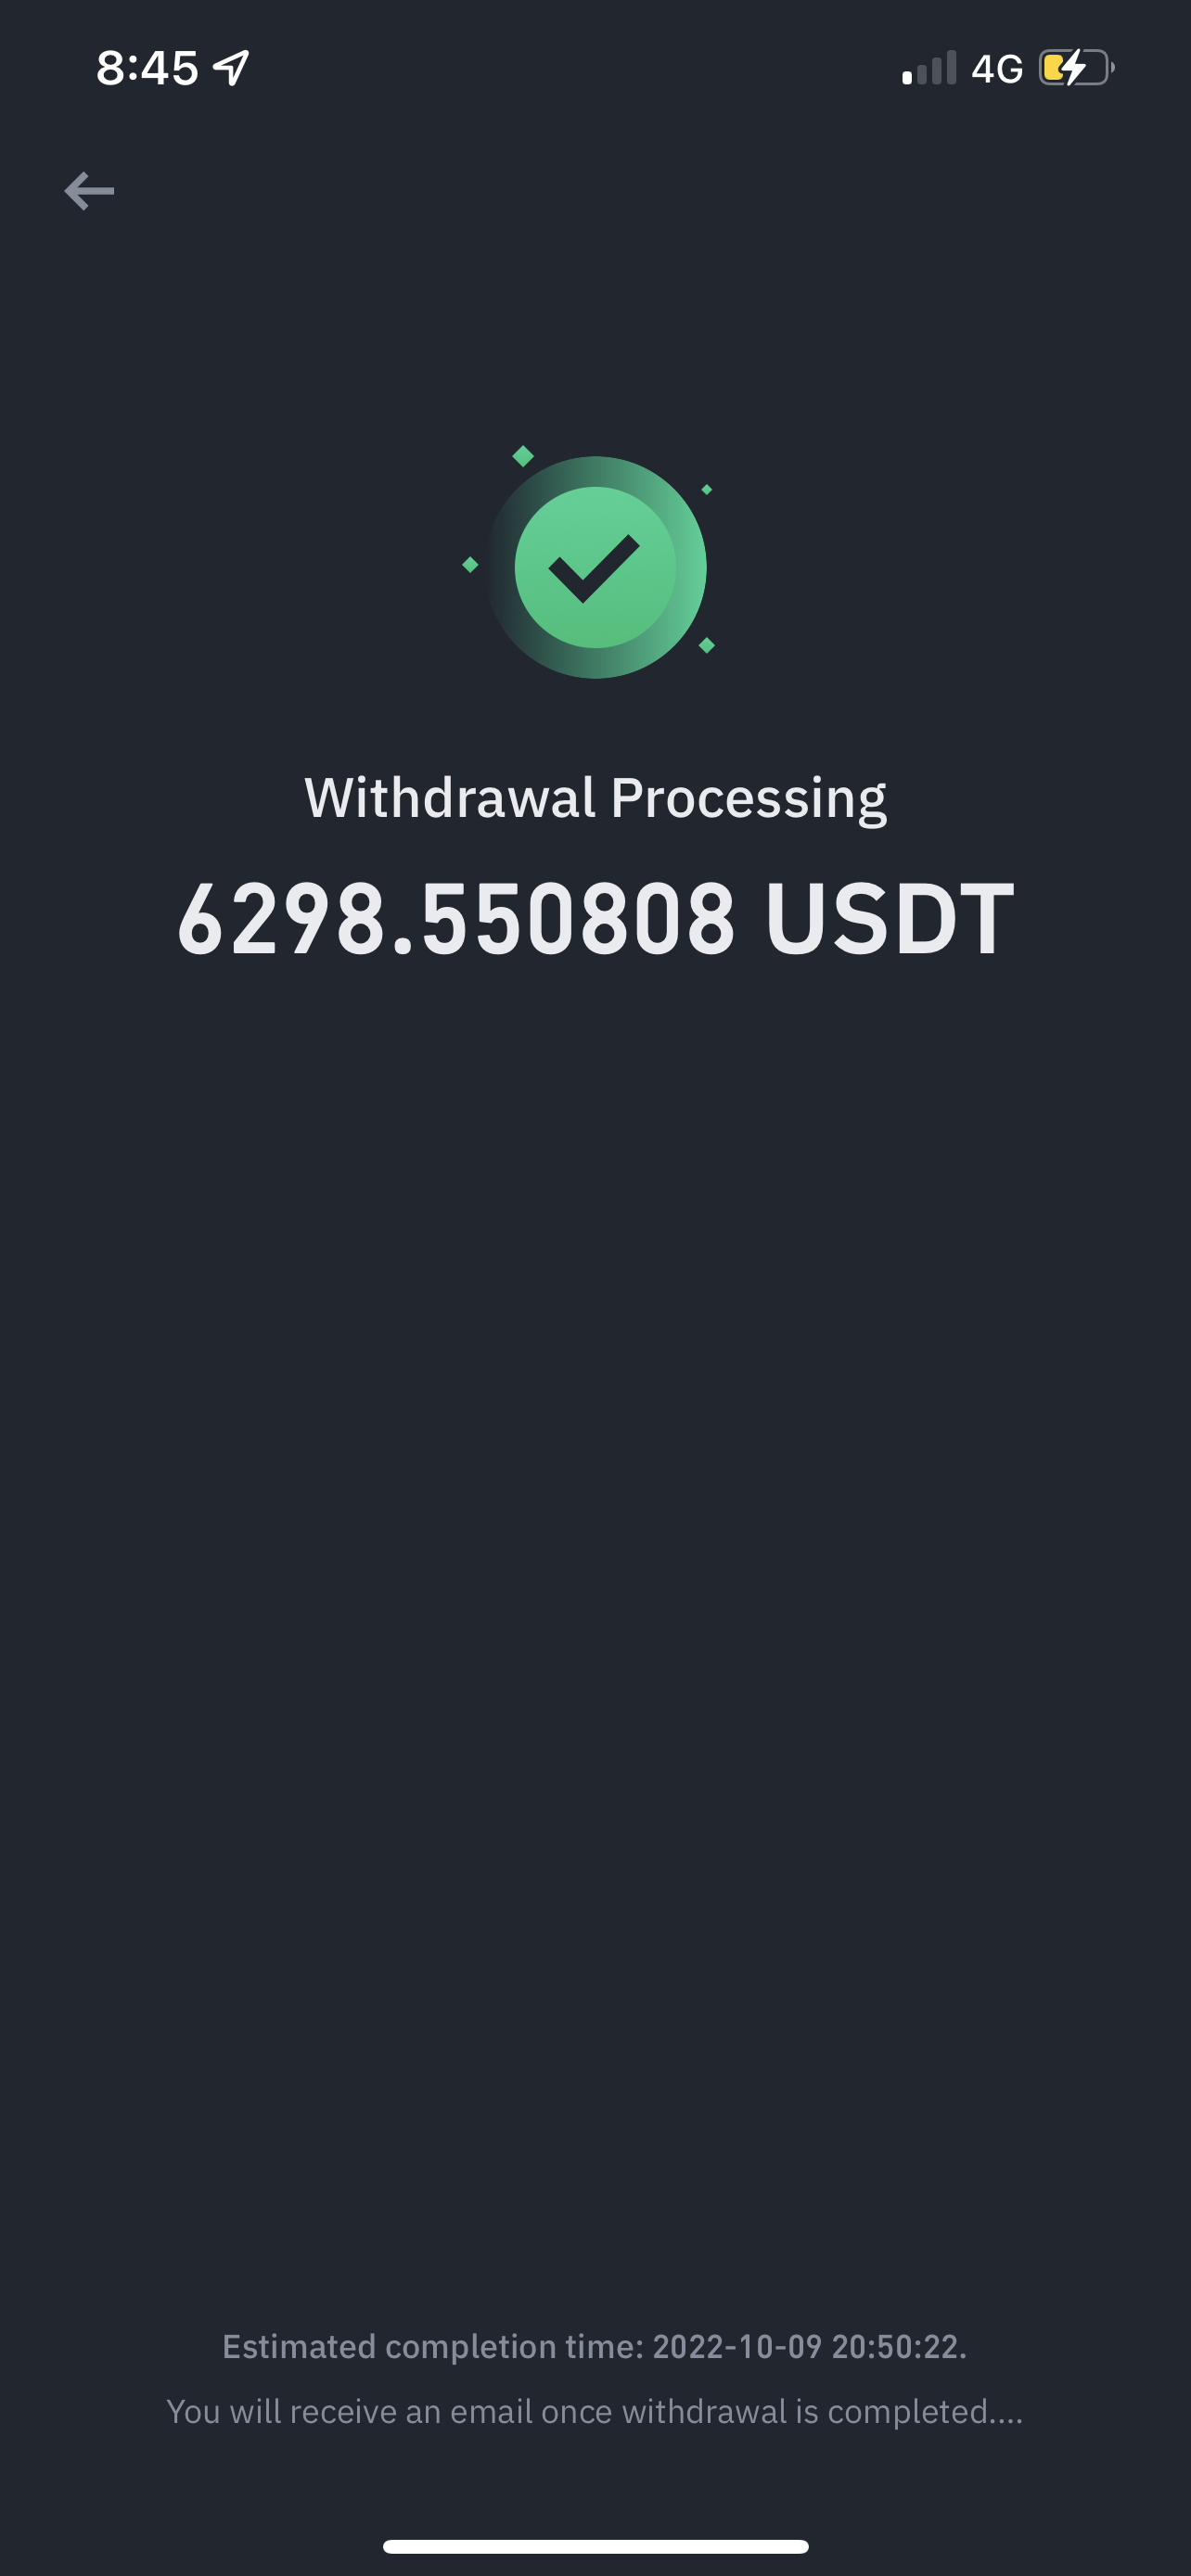 8:45 4G
Withdrawal Processing
6298.550808 USDT
Estimated completion time: 2022-10-09 20:50:22.
You will receive an email once withdrawal is completed....